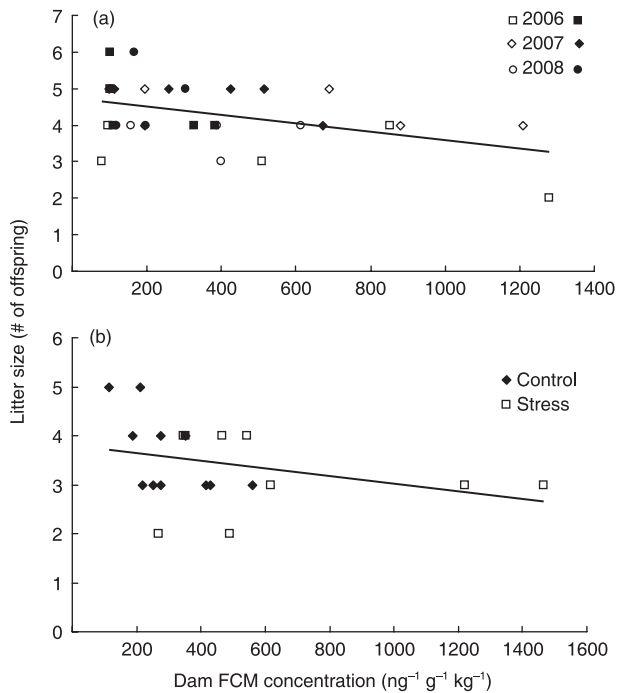 (a)
2006
2007
2008
7
6
5
4
3
2
1
0
200 400 600 800 1000 1200 1400
Litter size (# of offspring)
(b)
Control
Stress
6
5
4
3
2
1
0
200 400 600 800 1000 1200 1400 1600
Dam FCM concentration (ng⁻¹ g⁻¹ kg⁻¹)